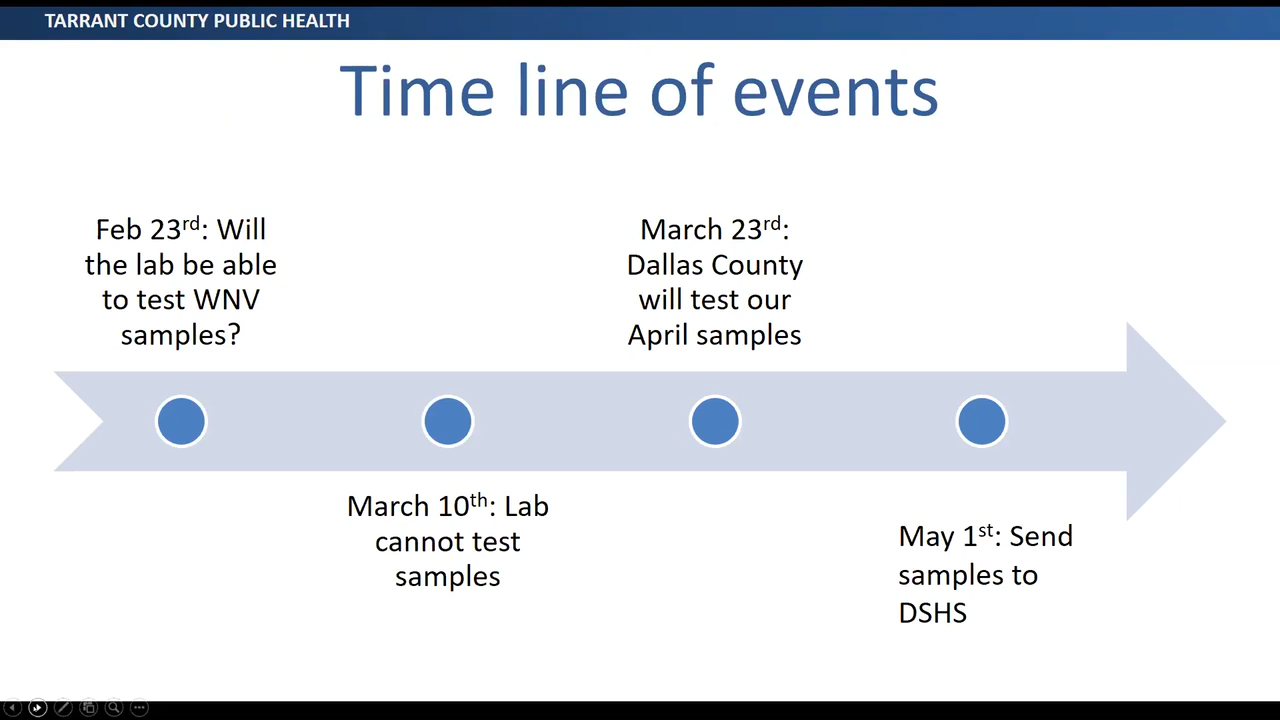 TARRANT COUNTY PUBLIC HEALTH
Time line of events
Feb 23rd: Will
the lab be able
to test WNV
samples?
March 10th: Lab
cannot test
samples
March 23rd:
Dallas County
will test our
April samples
May 1st: Send
samples to
DSHS